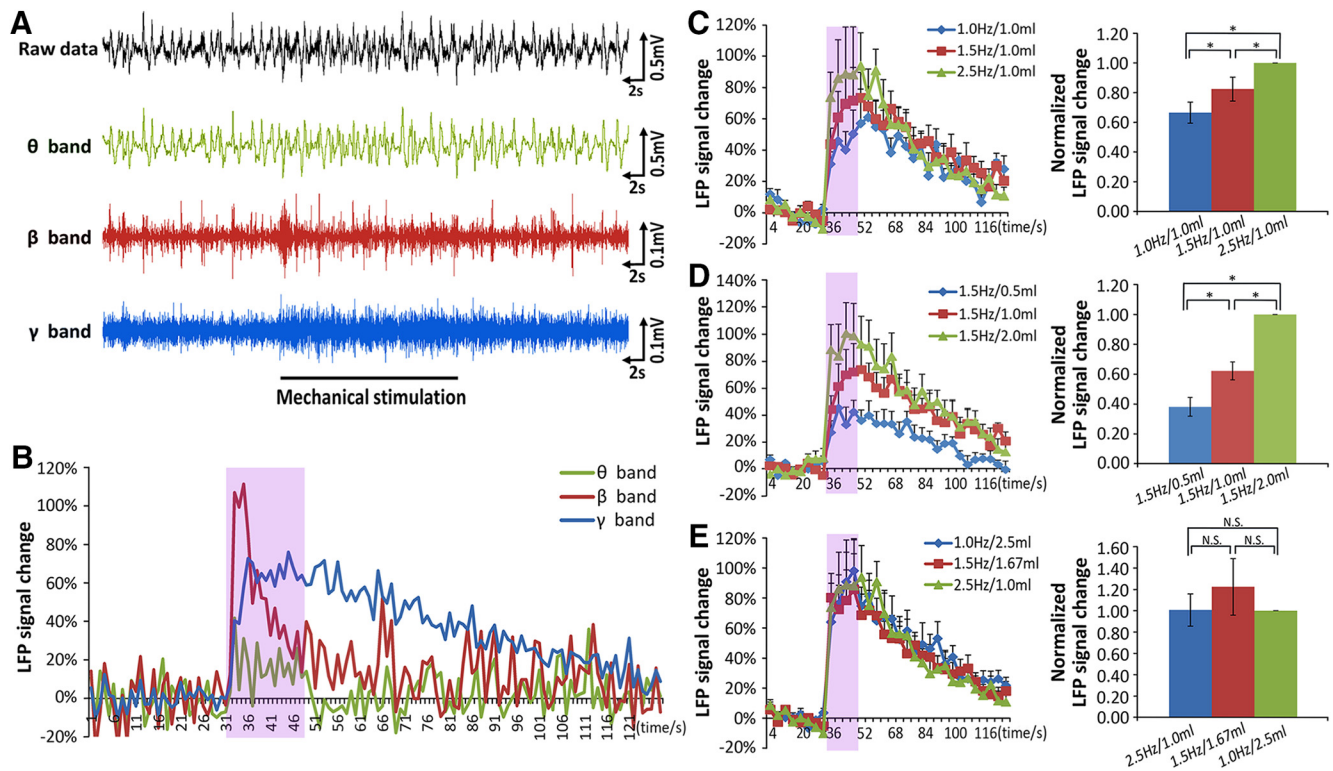 A
Raw data
0.5mV
2s
θ band
0.5mV
2s
β band
0.1mV
2s
γ band
0.1mV
2s
Mechanical stimulation
B
LFP signal change
120%
100%
80%
60%
40%
20%
0%
-20%
θ band
β band
γ band
1 6 11 16 21 26 31 36 41 46 51 56 61 66 71 76 81 86 91 96 101 106 111 116 12 (time/s)
C
LFP signal change
120%
100%
80%
60%
40%
20%
0%
-20%
1.0Hz/1.0ml
1.5Hz/1.0ml
2.5Hz/1.0ml
4 20 36 52 68 84 100 116(time/s)
Normalized
LFP signal change
1.20
1.00
0.80
0.60
0.40
0.20
0.00
*
* *
1.0Hz/1.0ml
1.5Hz/1.0ml
2.5Hz/1.0ml
D
LFP signal change
140%
120%
100%
80%
60%
40%
20%
0%
-20%
1.5Hz/0.5ml
1.5Hz/1.0ml
1.5Hz/2.0ml
4 20 36 52 68 84 100 116(time/s)
Normalized
LFP signal change
1.20
1.00
0.80
0.60
0.40
0.20
0.00
*
* *
1.5Hz/0.5ml
1.5Hz/1.0ml
1.5Hz/2.0ml
E
LFP signal change
120%
100%
80%
60%
40%
20%
0%
-20%
1.0Hz/2.5ml
1.5Hz/1.67ml
2.5Hz/1.0ml
4 20 36 52 68 84 100 116(time/s)
Normalized
LFP signal change
1.60
1.40
1.20
1.00
0.80
0.60
0.40
0.20
0.00
N.S.
N.S. N.S.
2.5Hz/1.0ml
1.5Hz/1.67ml
1.0Hz/2.5ml